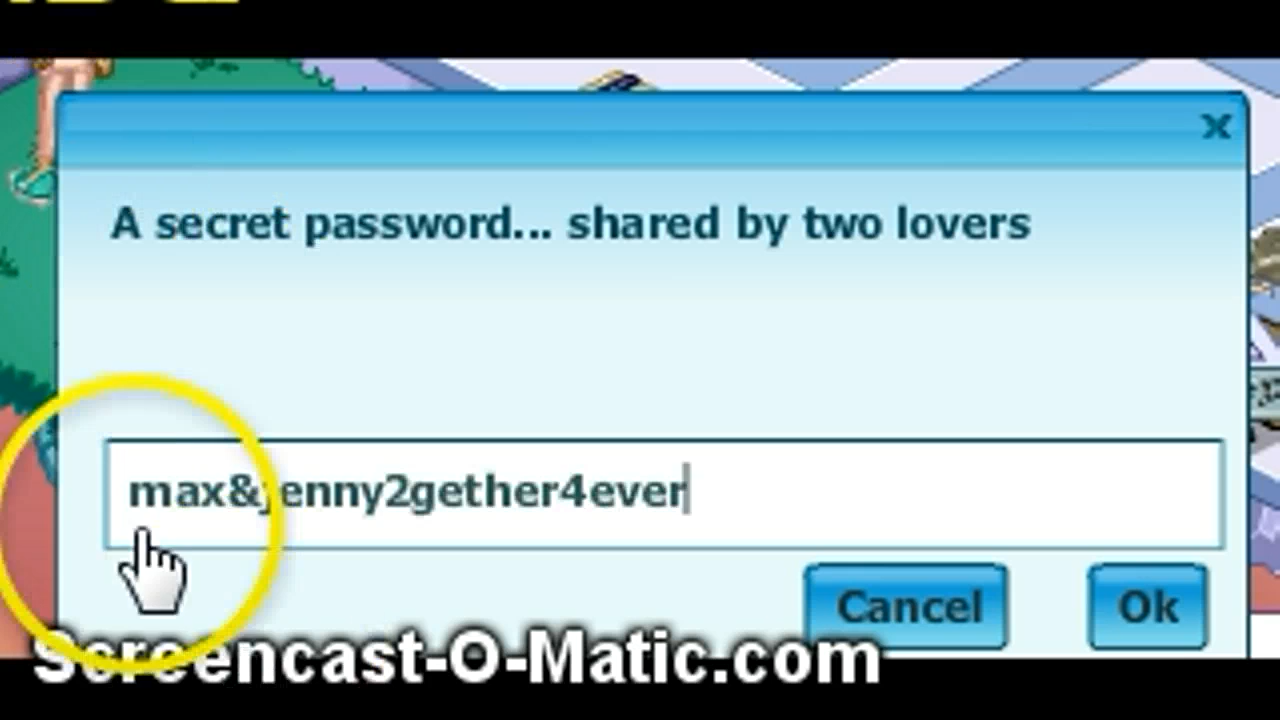 A secret password... shared by two lovers
max&jenny2gether4ever
Cancel Ok
Screencast-O-Matic.com